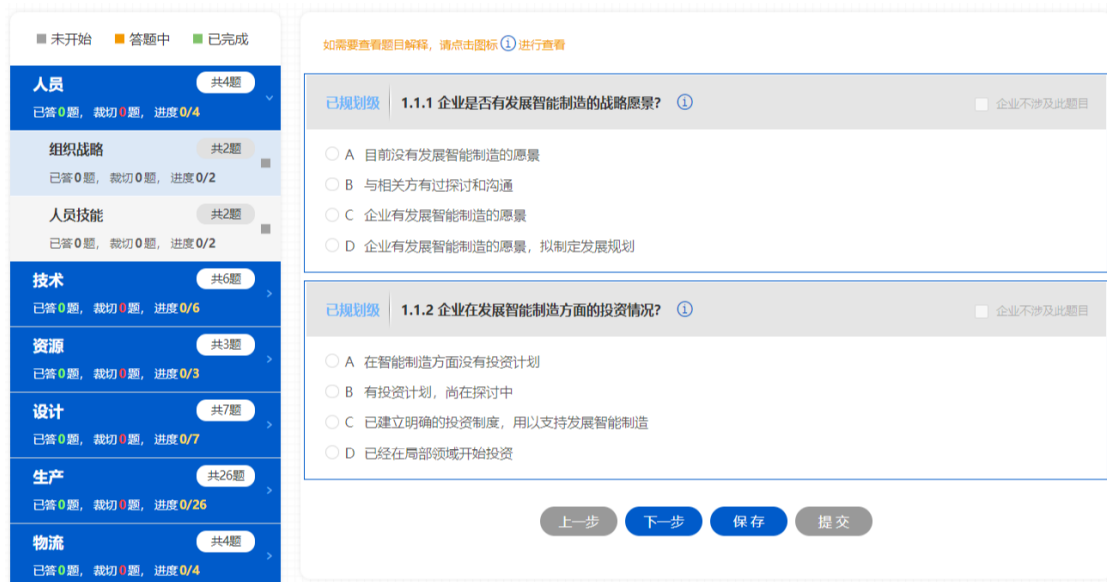 未开始 答题中 已完成
人员 共4题
已答0题, 裁切0题, 进度0/4
组织战略 共2题
已答0题, 裁切0题, 进度0/2
人员技能 共2题
已答0题, 裁切0题, 进度0/2
技术 共6题
已答0题, 裁切0题, 进度0/6
资源 共3题
已答0题, 裁切0题, 进度0/3
设计 共7题
已答0题, 裁切0题, 进度0/7
生产 共26题
已答0题, 裁切0题, 进度0/26
物流 共4题
已答0题, 裁切0题, 进度0/4
如需要查看题目解释，请点击图标 i 进行查看
已规划级 1.1.1 企业是否有发展智能制造的战略愿景? i 企业不涉及此题目
A 目前没有发展智能制造的愿景
B 与相关方有过探讨和沟通
C 企业有发展智能制造的愿景
D 企业有发展智能制造的愿景，拟制定发展规划
已规划级 1.1.2 企业在发展智能制造方面的投资情况? i 企业不涉及此题目
A 在智能制造方面没有投资计划
B 有投资计划，尚在探讨中
C 已建立明确的投资制度，用以支持发展智能制造
D 已经在局部领域开始投资
上一步 下一步 保存 提交